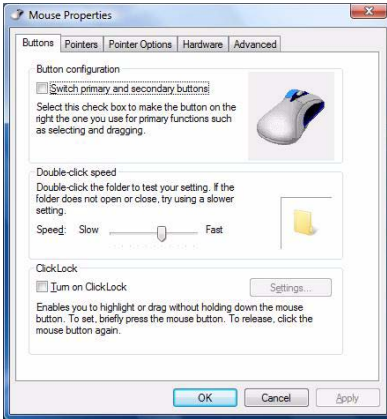 Mouse Properties
Buttons Pointers Pointer Options Hardware Advanced
Button configuration
Switch primary and secondary buttons
Select this check box to make the button on the
right the one you use for primary functions such
as selecting and dragging.
Double-click speed
Double-click the folder to test your setting. If the
folder does not open or close, try using a slower
setting.
Speed: Slow Fast
ClickLock
Turn on ClickLock Settings...
Enables you to highlight or drag without holding down the mouse
button. To set, briefly press the mouse button. To release, click the
mouse button again.
OK Cancel Apply